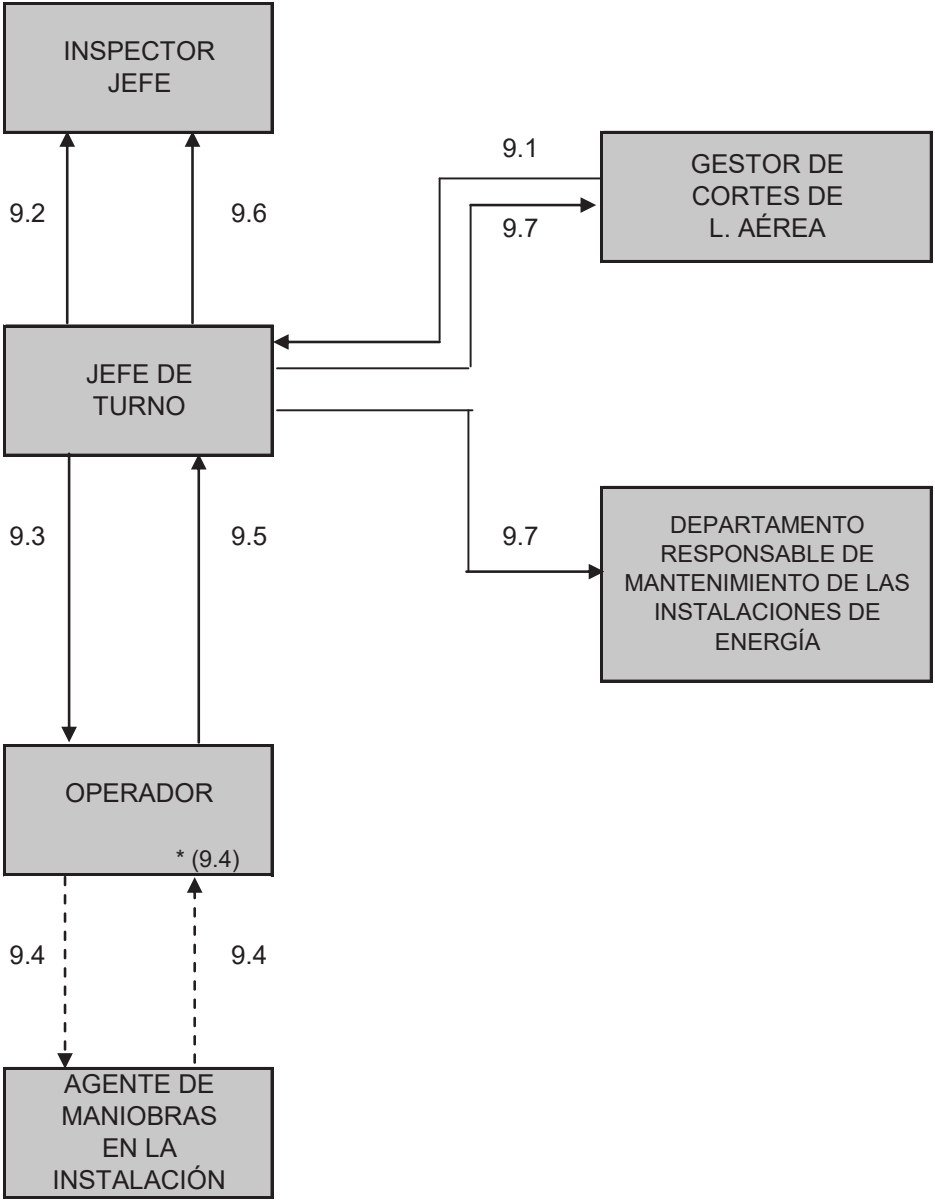 INSPECTOR
JEFE
9.1
GESTOR DE
CORTES DE
L. AÉREA
9.2
9.6
9.7
JEFE DE
TURNO
9.3
9.5
9.7
DEPARTAMENTO
RESPONSABLE DE
MANTENIMIENTO DE LAS
INSTALACIONES DE
ENERGÍA
OPERADOR
* (9.4)
9.4
9.4
AGENTE DE
MANIOBRAS
EN LA
INSTALACIÓN